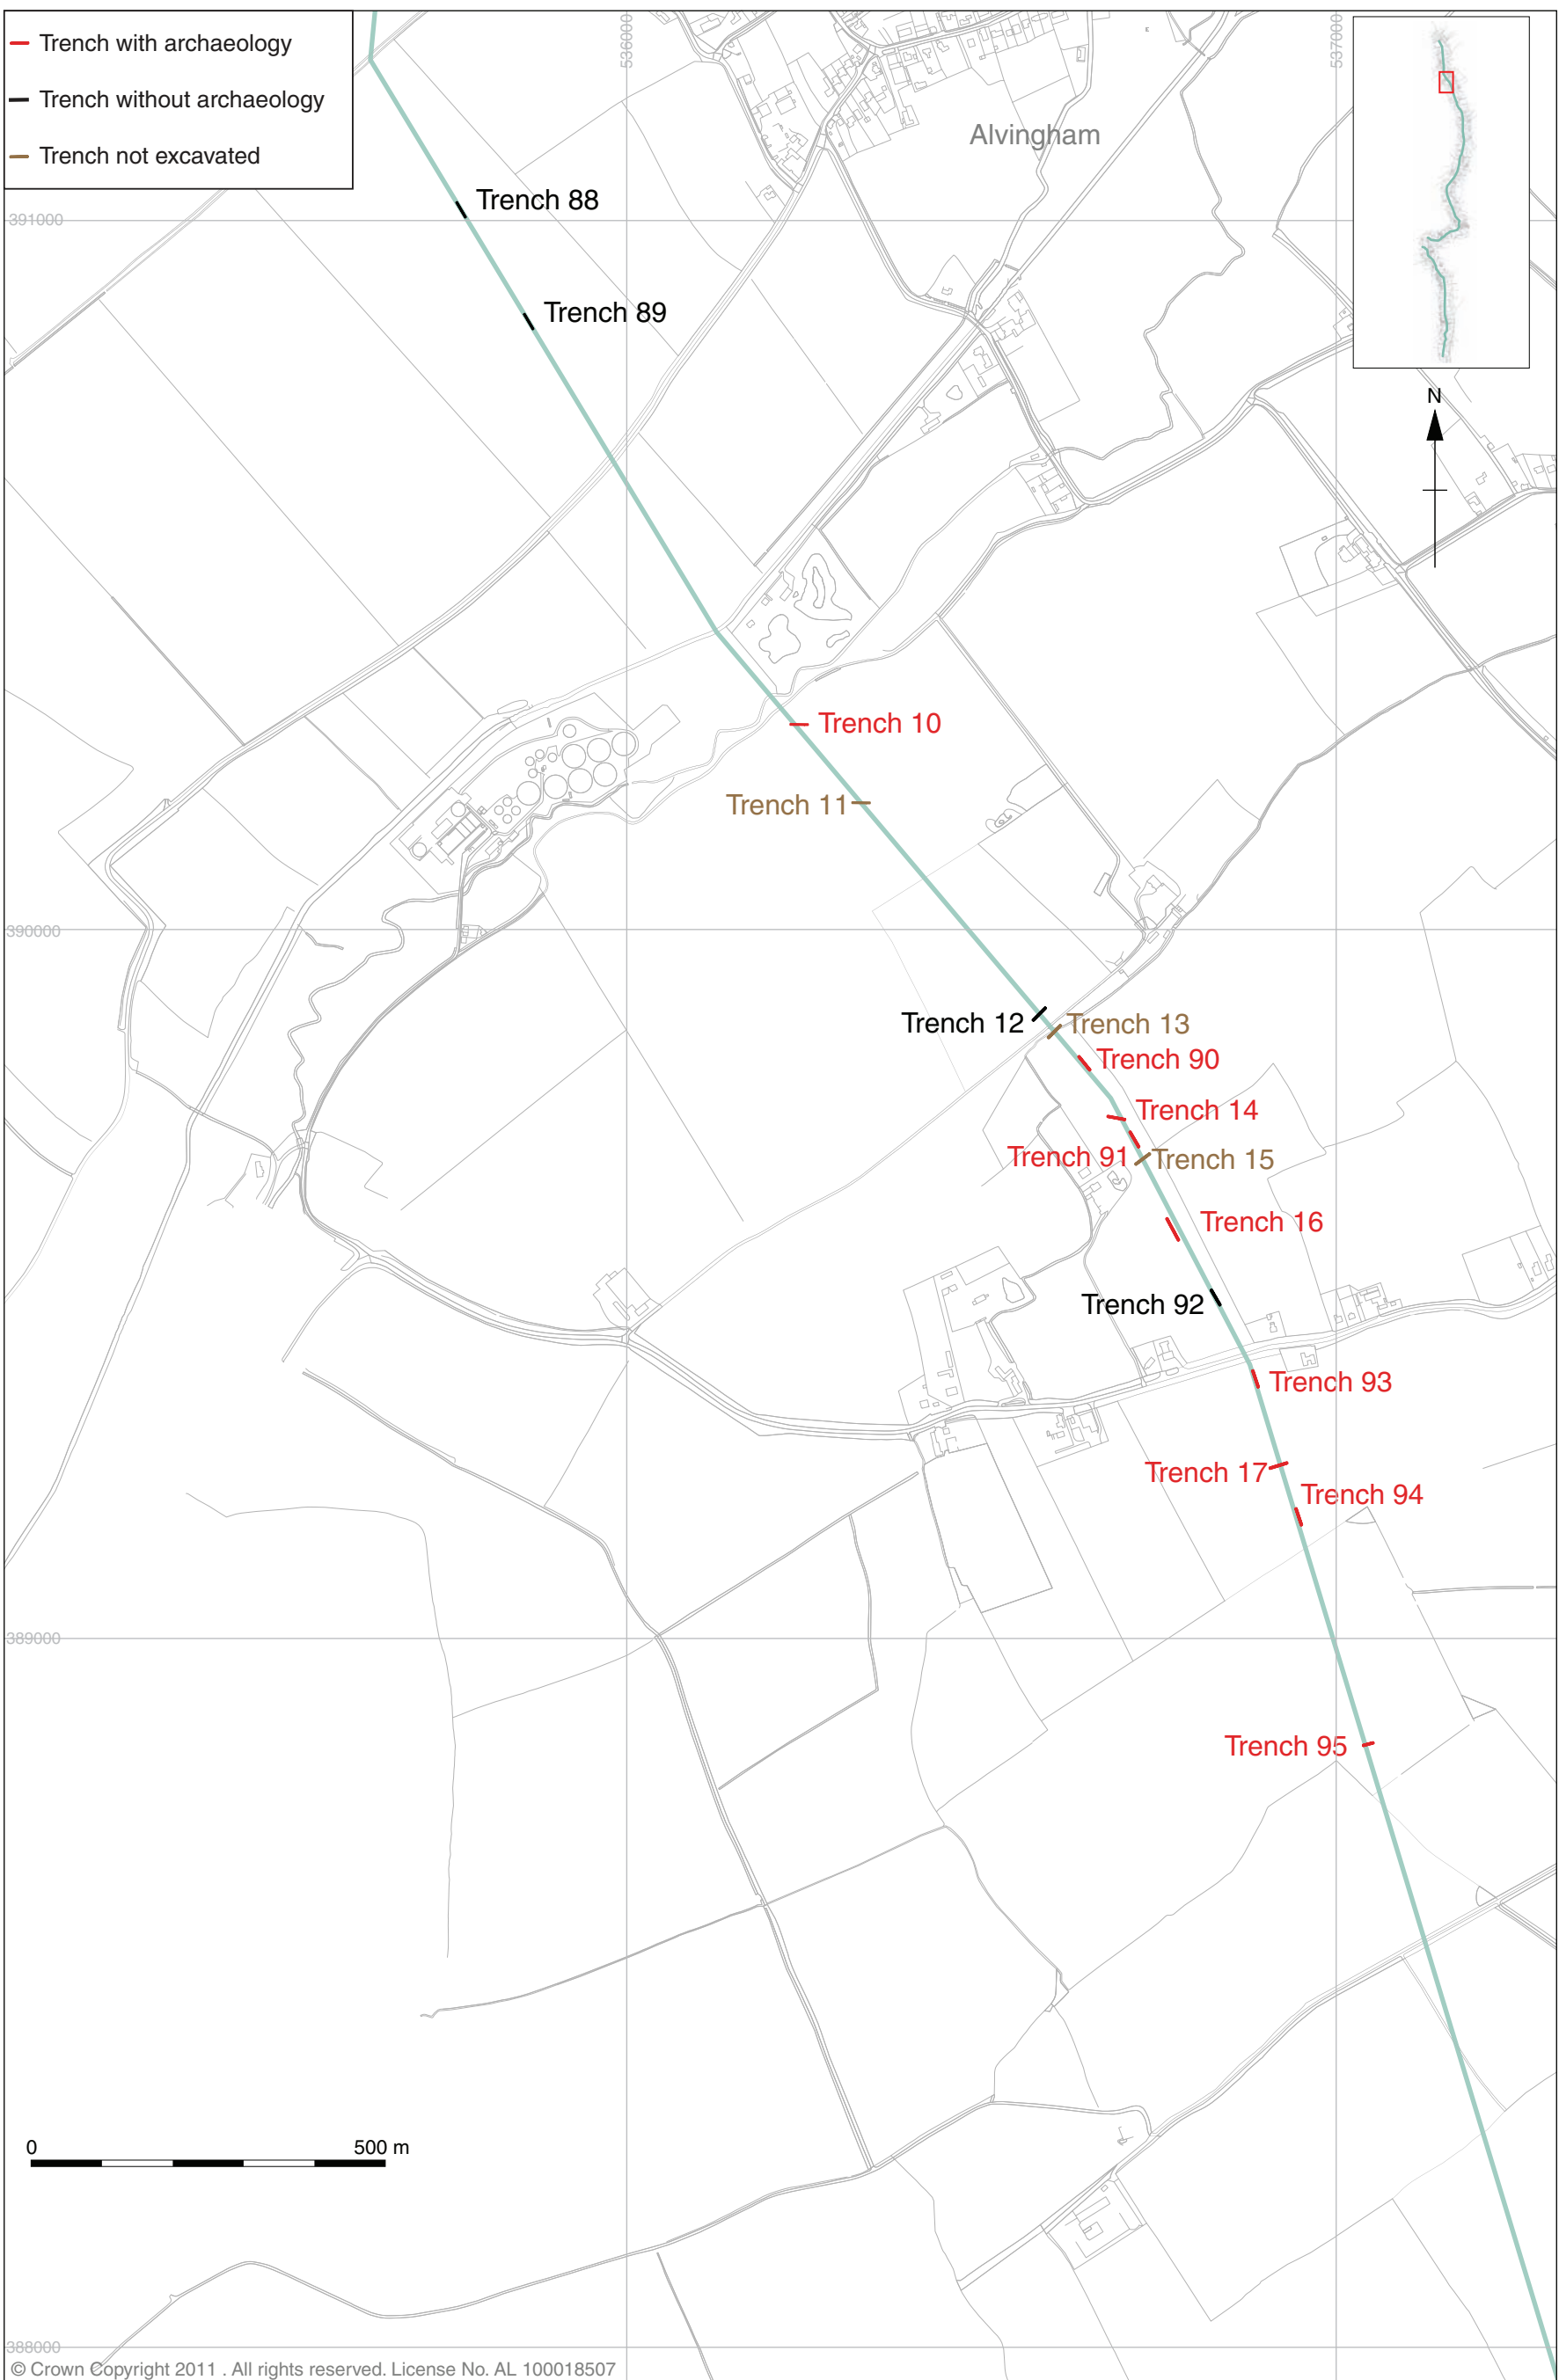 Trench with archaeology
Trench without archaeology
Trench not excavated
536000
537000
N
Alvingham
391000
Trench 88
Trench 89
Trench 10
Trench 11
390000
Trench 12
Trench 13
Trench 90
Trench 14
Trench 91
Trench 15
Trench 16
Trench 92
Trench 93
Trench 17
Trench 94
389000
Trench 95
0 500 m
388000
© Crown Copyright 2011 . All rights reserved. License No. AL 100018507